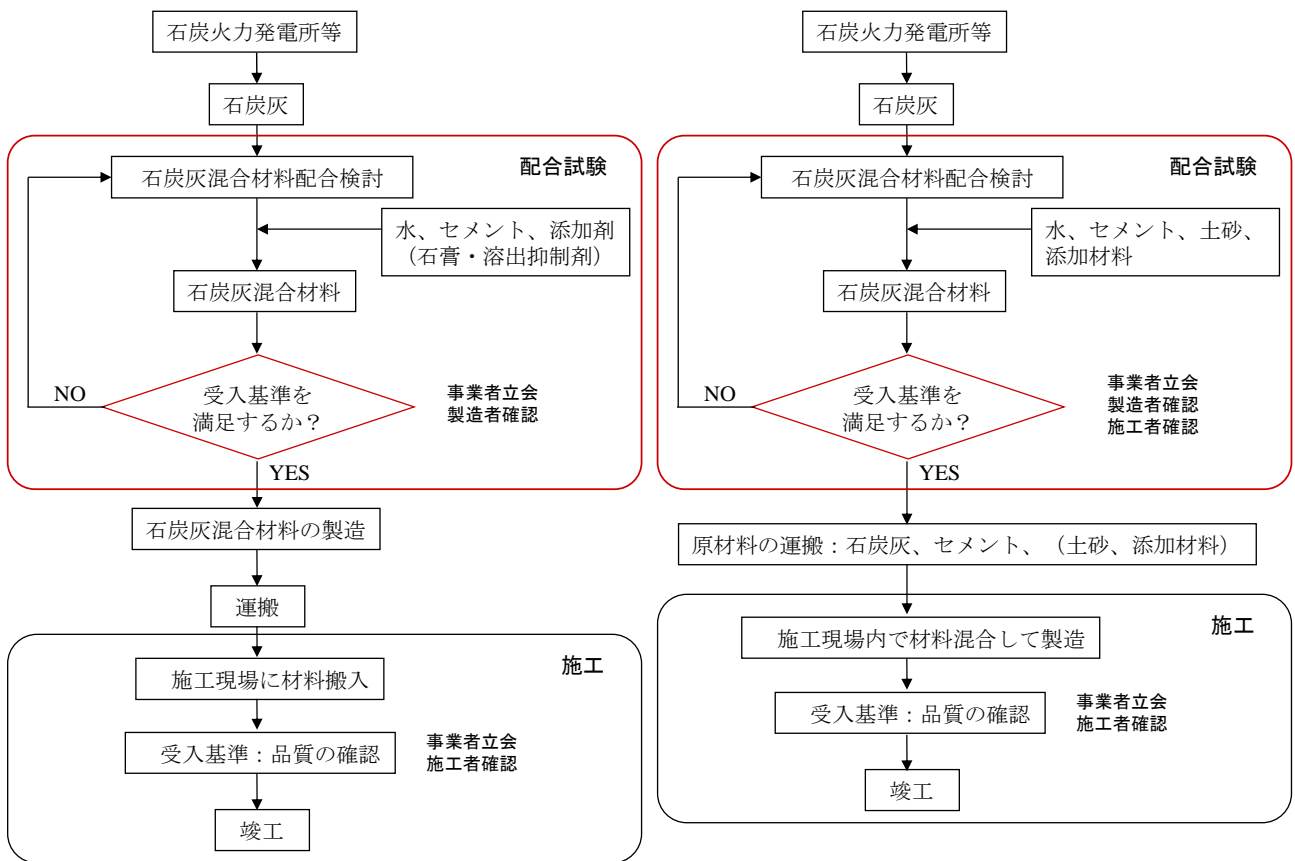 石炭火力発電所等
石炭灰
配合試験
石炭灰混合材料配合検討
水、セメント、添加剤
（石膏・溶出抑制剤）
石炭灰混合材料
NO
受入基準を
満足するか？
事業者立会
製造者確認
YES
石炭灰混合材料の製造
運搬
施工
施工現場に材料搬入
受入基準：品質の確認
事業者立会
施工者確認
竣工
石炭火力発電所等
石炭灰
配合試験
石炭灰混合材料配合検討
水、セメント、土砂、
添加材料
石炭灰混合材料
NO
受入基準を
満足するか？
事業者立会
製造者確認
施工者確認
YES
原材料の運搬：石炭灰、セメント、（土砂、添加材料）
施工
施工現場内で材料混合して製造
受入基準：品質の確認
事業者立会
施工者確認
竣工